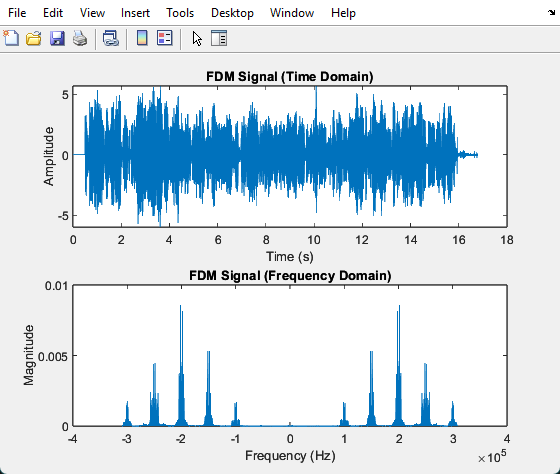 File Edit View Insert Tools Desktop Window Help
FDM Signal (Time Domain)
5
0
-5
Amplitude
0 2 4 6 8 10 12 14 16 18
Time (s)
FDM Signal (Frequency Domain)
0.01
0.005
0
Magnitude
-4 -3 -2 -1 0 1 2 3 4
×10^5
Frequency (Hz)